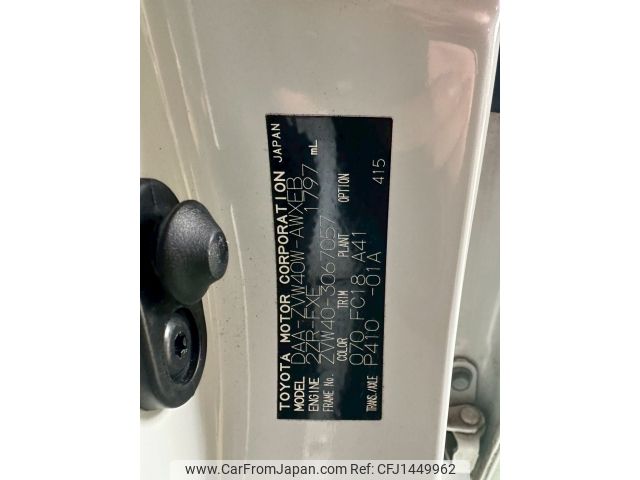 TOYOTA MOTOR CORPORATION JAPAN
MODEL DAA-ZVW40W-AWXEB
ENGINE 2ZR-FXE 1797 mL
FRAME No. ZVW40-3067057
COLOR TRIM PLANT OPTION
070 FC18 A41 415
TRANS./AXLE P410 -01A
www.CarFromJapan.com © CarFromJapan CFJ1449962